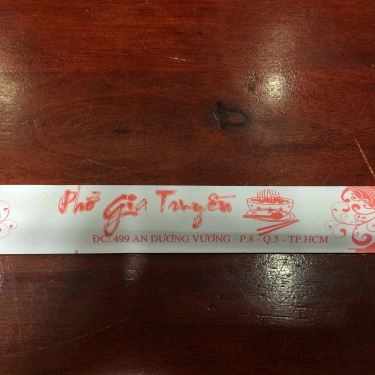 Phở Gia Truyền
ĐC: 499 AN DƯƠNG VƯƠNG - P.8 - Q.5 - TP.HCM